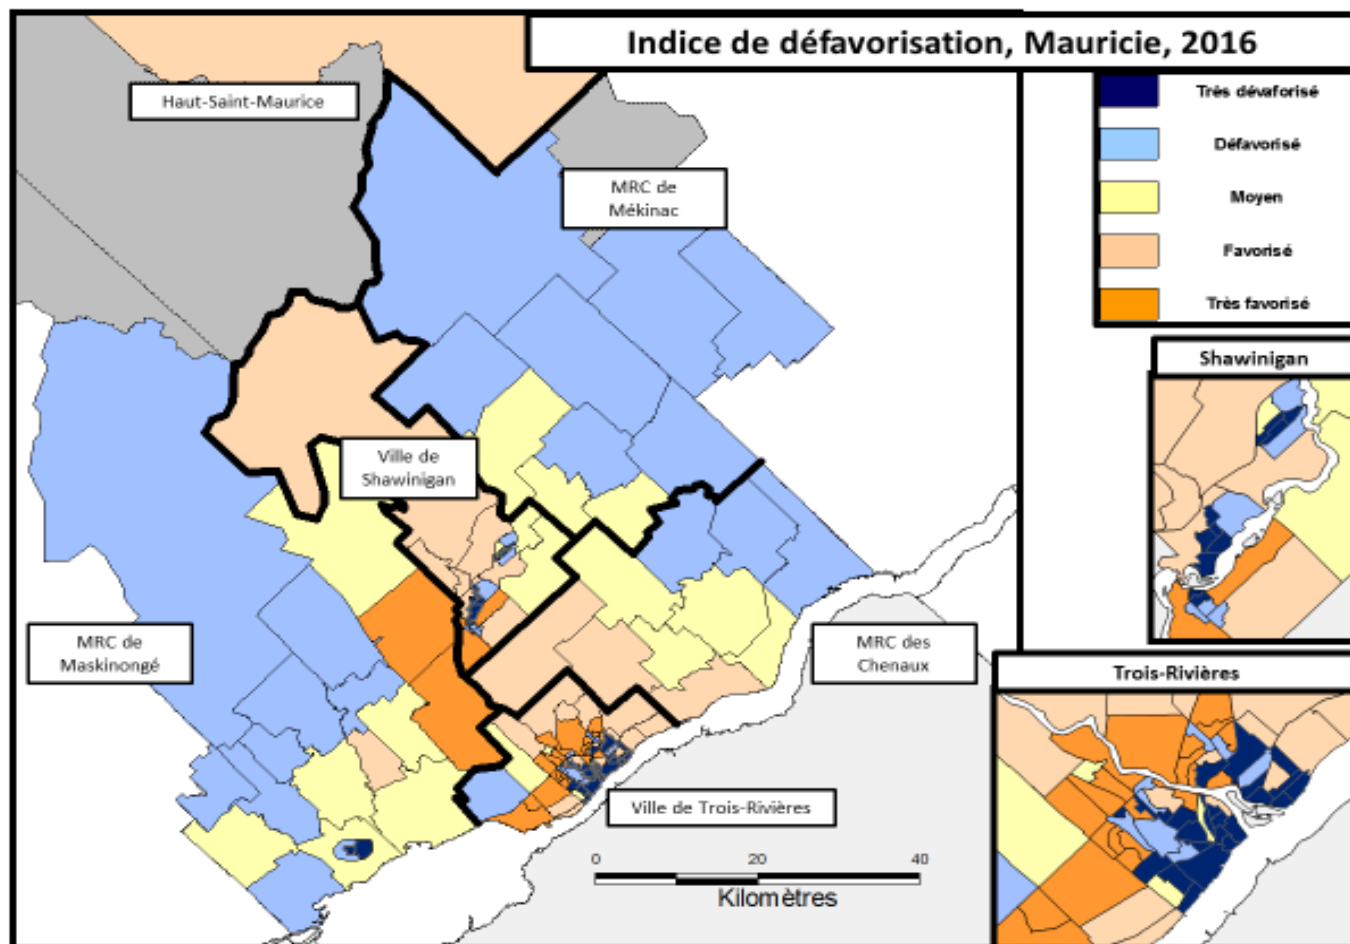 Indice de défavorisation, Mauricie, 2016
Haut-Saint-Maurice
Très dévaforisé
Défavorisé
MRC de
Mékinac
Moyen
Favorisé
Très favorisé
Shawinigan
Ville de
Shawinigan
MRC de
Maskinongé
MRC des
Chenaux
Trois-Rivières
Ville de Trois-Rivières
0 20 40
Kilomètres